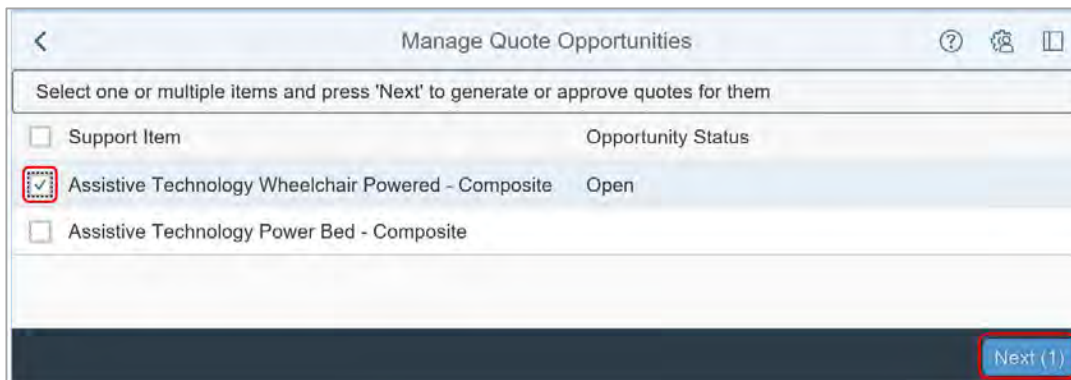 Manage Quote Opportunities
Select one or multiple items and press 'Next' to generate or approve quotes for them
Support Item Opportunity Status
Assistive Technology Wheelchair Powered - Composite Open
Assistive Technology Power Bed - Composite
Next (1)